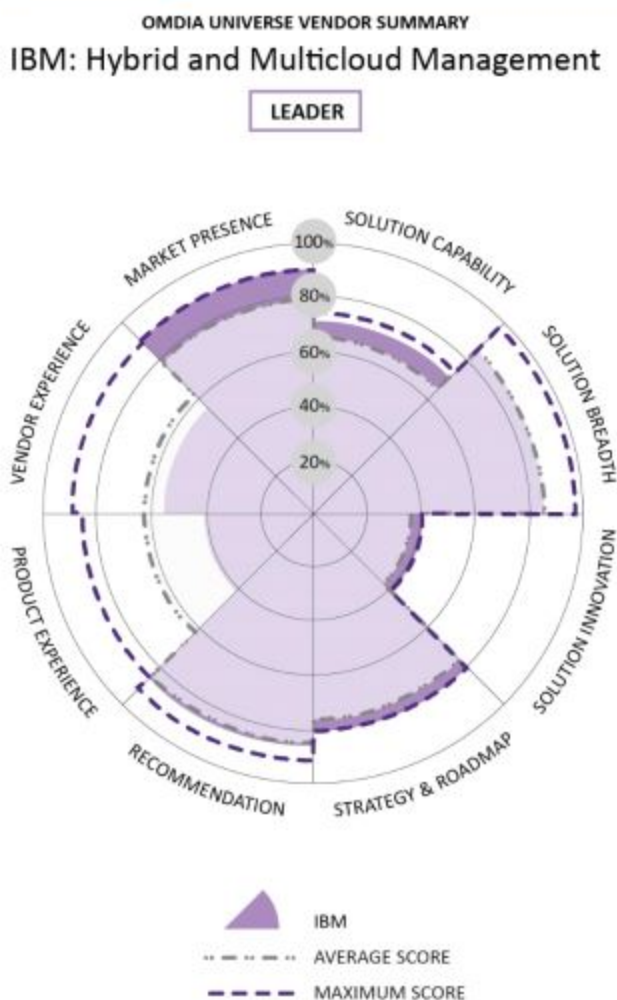 OMDIA UNIVERSE VENDOR SUMMARY
IBM: Hybrid and Multicloud Management
LEADER
MARKET PRESENCE
SOLUTION CAPABILITY
SOLUTION BREADTH
SOLUTION INNOVATION
STRATEGY & ROADMAP
RECOMMENDATION
PRODUCT EXPERIENCE
VENDOR EXPERIENCE
100%
80%
60%
40%
20%
IBM
AVERAGE SCORE
MAXIMUM SCORE